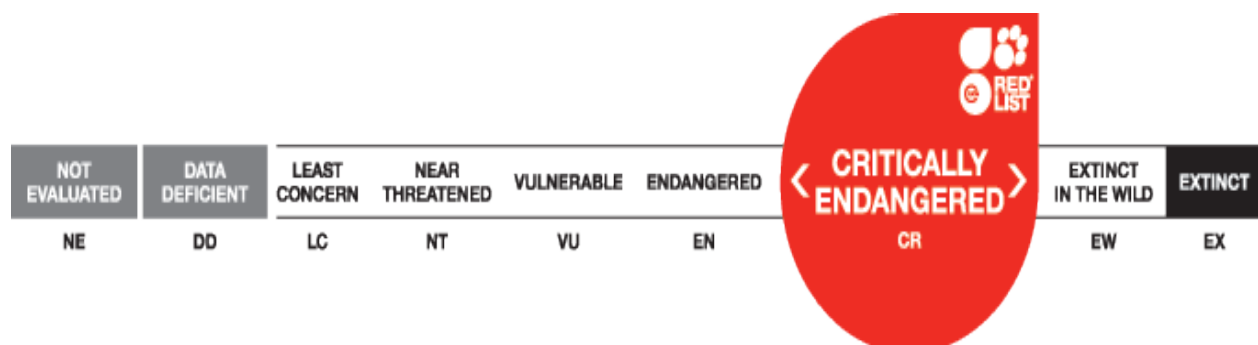 RED
LIST
NOT
EVALUATED
DATA
DEFICIENT
LEAST
CONCERN
NEAR
THREATENED
VULNERABLE
ENDANGERED
< CRITICALLY >
ENDANGERED
EXTINCT
IN THE WILD
EXTINCT
NE
DD
LC
NT
VU
EN
CR
EW
EX